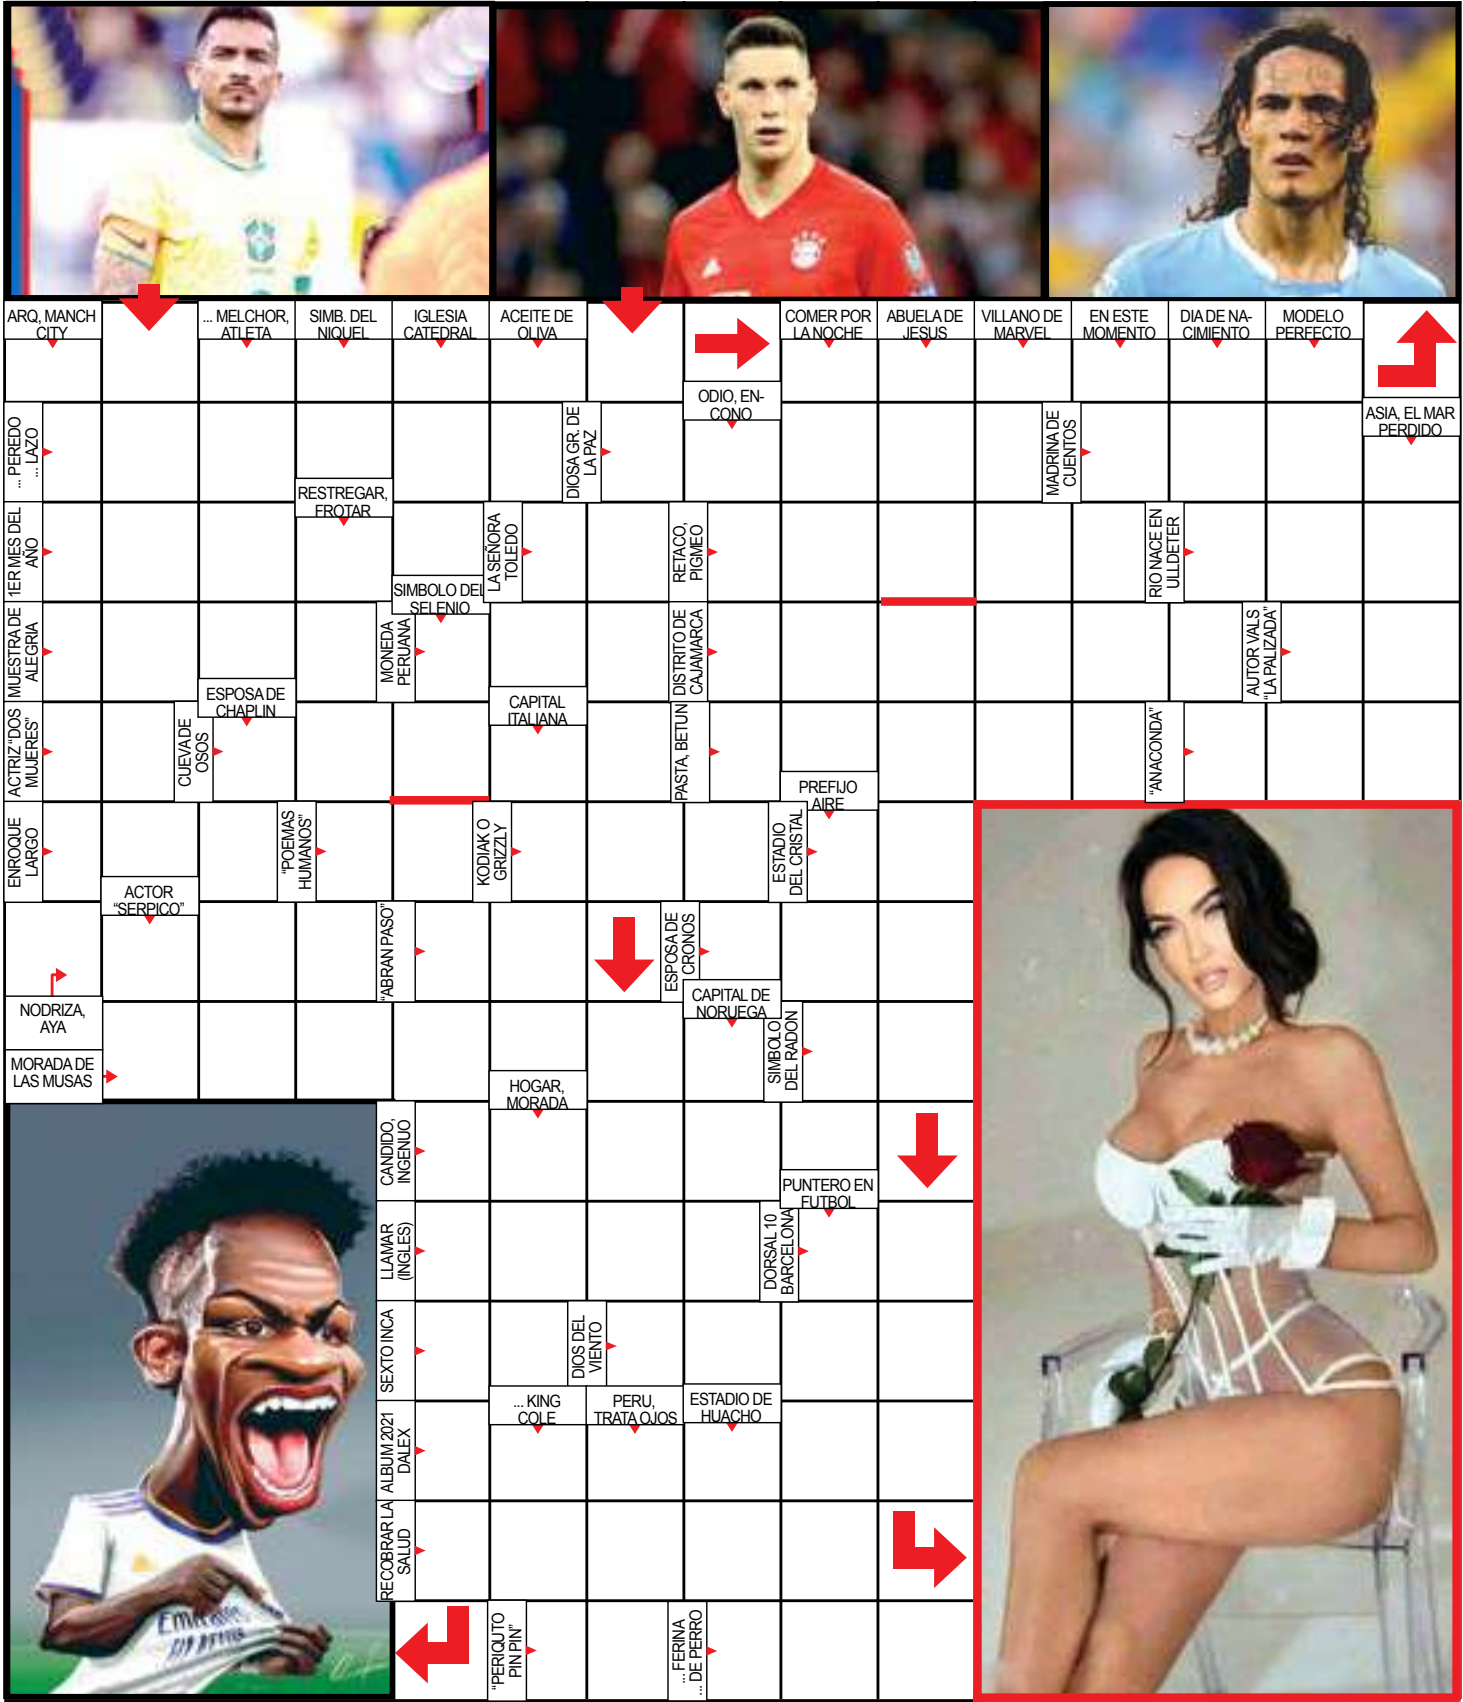 ARQ, MANCH
CITY
... MELCHOR,
ATLETA
SIMB. DEL
NIQUEL
IGLESIA
CATEDRAL
ACEITE DE
OLIVA
COMER POR
LA NOCHE
ABUELA DE
JESUS
VILLANO DE
MARVEL
EN ESTE
MOMENTO
DIA DE NA-
CIMIENTO
MODELO
PERFECTO
ODIO, EN-
CONO
... PEREDO
... LAZO
DIOSA GR. DE
LA PAZ
MADRINA DE
CUENTOS
ASIA, EL MAR
PERDIDO
RESTREGAR,
FROTAR
1ER MES DEL
AÑO
LA SEÑORA
TOLEDO
RETACO,
PIGMEO
RIO NACE EN
ULLDETER
SIMBOLO DEL
SELENIO
MUESTRA DE
ALEGRIA
MONEDA
PERUANA
DISTRITO DE
CAJAMARCA
AUTOR VALS
"LA PALIZADA"
ESPOSA DE
CHAPLIN
CAPITAL
ITALIANA
ACTRIZ "DOS
MUJERES"
CUEVA DE
OSOS
PASTA, BETUN
"ANACONDA"
PREFIJO
AIRE
ENROQUE
LARGO
"POEMAS
HUMANOS"
KODIAK O
GRIZZLY
ESTADIO
DEL CRISTAL
ACTOR
"SERPICO"
"ABRAN PASO"
ESPOSA DE
CRONOS
NODRIZA,
AYA
CAPITAL DE
NORUEGA
SIMBOLO
DEL RADON
MORADA DE
LAS MUSAS
HOGAR,
MORADA
CANDIDO,
INGENUO
PUNTERO EN
FUTBOL
LLAMAR
(INGLES)
DORSAL 10
BARCELONA
SEXTO INCA
DIOS DEL
VIENTO
... KING
COLE
PERU,
TRATA OJOS
ESTADIO DE
HUACHO
ALBUM 2021
DALEX
RECOBRAR LA
SALUD
"PERIQUTO
PIN PIN"
... FERINA
... DE PERRO